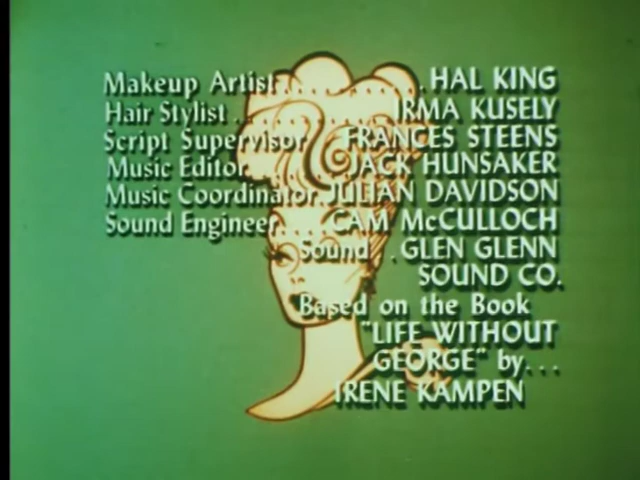 Makeup Artist . . . . . . . . . HAL KING
Hair Stylist . . . . . . . . . IRMA KUSELY
Script Supervisor . . FRANCES STEENS
Music Editor . . . . . . JACK HUNSAKER
Music Coordinator. JULIAN DAVIDSON
Sound Engineer . . . . CAM McCULLOCH
Sound . . GLEN GLENN
SOUND CO.
Based on the Book
"LIFE WITHOUT
GEORGE" by . . .
IRENE KAMPEN